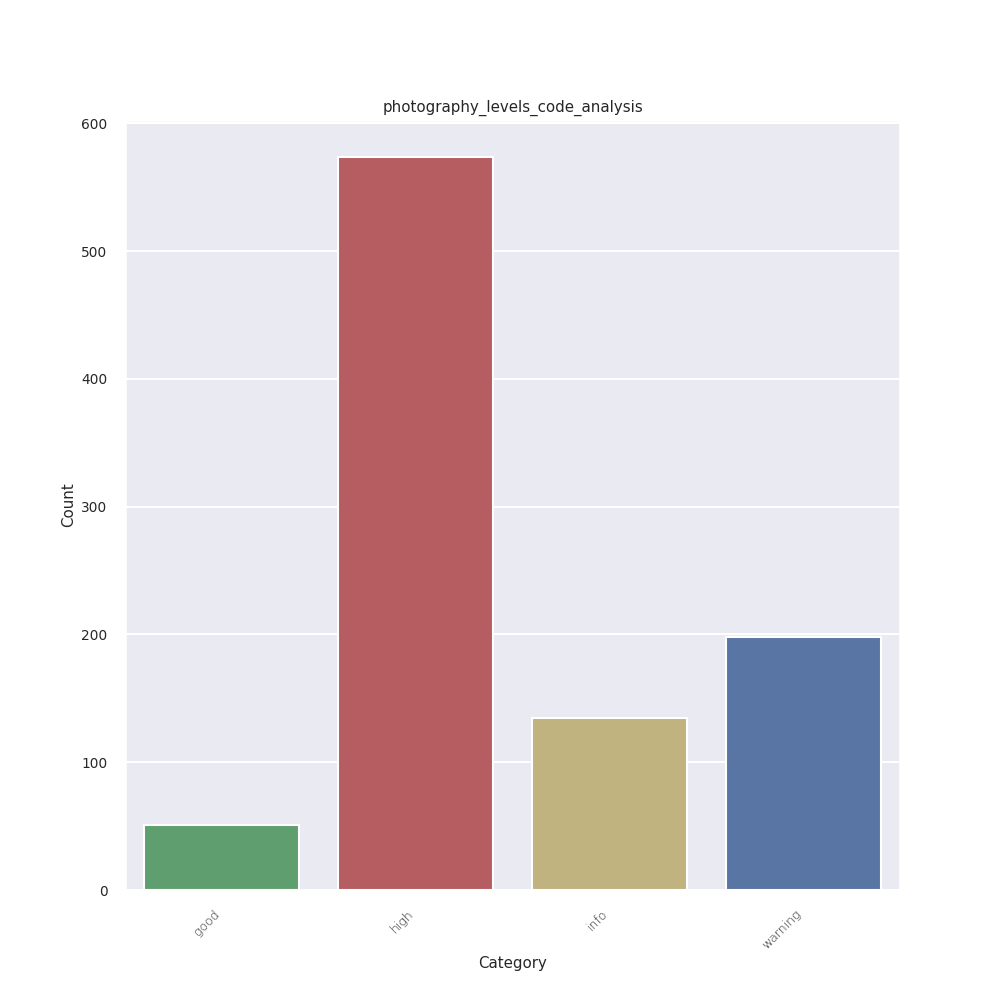 photography_levels_code_analysis
600
500
400
300
200
100
0
Count
good
high
info
warning
Category